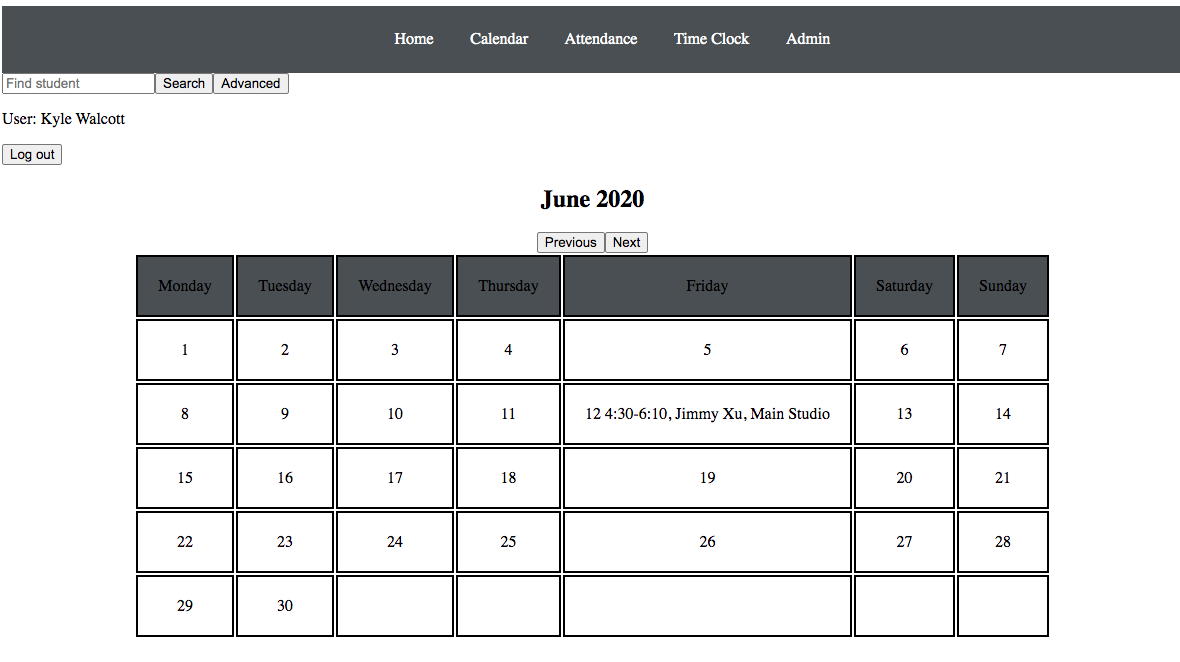 Home Calendar Attendance Time Clock Admin
Find student Search Advanced
User: Kyle Walcott
Log out
June 2020
Previous Next
Monday Tuesday Wednesday Thursday Friday Saturday Sunday
1 2 3 4 5 6 7
8 9 10 11 12 4:30-6:10, Jimmy Xu, Main Studio 13 14
15 16 17 18 19 20 21
22 23 24 25 26 27 28
29 30